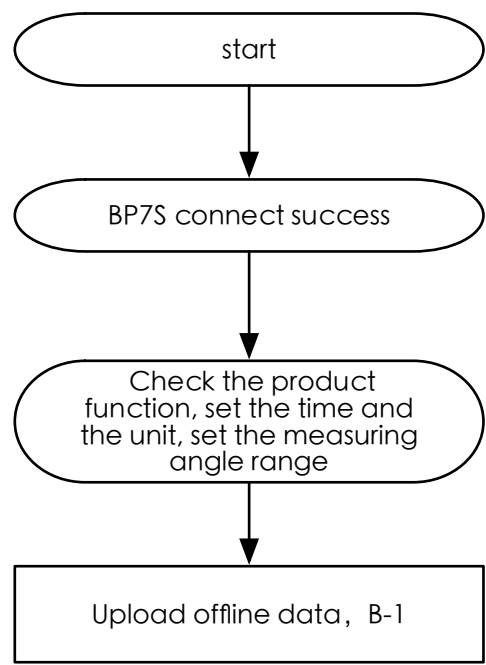 start
BP7S connect success
Check the product
function, set the time and
the unit, set the measuring
angle range
Upload offline data，B-1